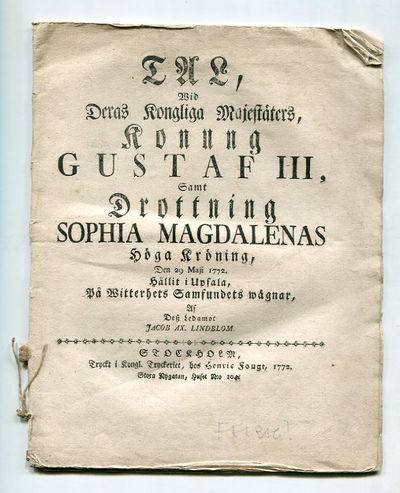 TAL,
Wid
Deras Kongliga Majestäters,
Konung
GUSTAF III,
Samt
Drottning
SOPHIA MAGDALENAS
Höga Kröning,
Den 29 Maji 1772.
Hållit i Upsala,
På Witterhets Samfundets wägnar,
Af
Deß Ledamot
JACOB AX. LINDBLOM.
STOCKHOLM,
Tryckt i Kongl. Tryckeriet, hos Henric Fougt, 1772.
Stora Nygatan, Huset N:o